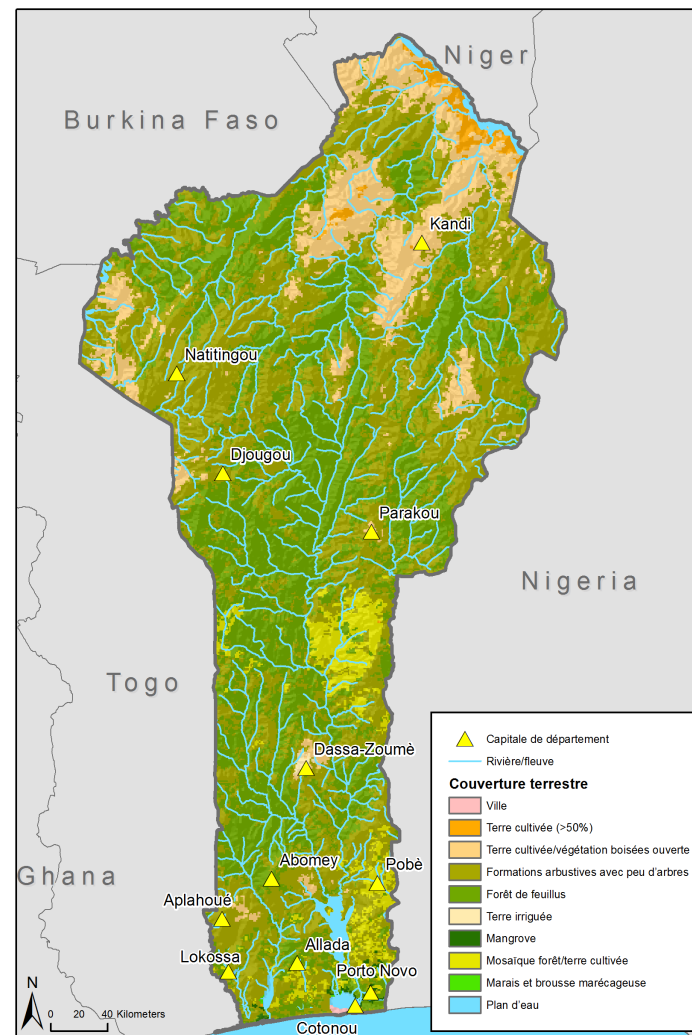 Niger
Burkina Faso
Kandi
Natitingou
Djougou
Parakou
Nigeria
Togo
Dassa-Zoumè
Abomey
Pobè
Ghana
Aplahoué
Allada
Lokossa
Porto Novo
Cotonou
N
0 20 40 Kilometers
Capitale de département
Rivière/fleuve
Couverture terrestre
Ville
Terre cultivée (>50%)
Terre cultivée/végétation boisées ouverte
Formations arbustives avec peu d'arbres
Forêt de feuillus
Terre irriguée
Mangrove
Mosaïque forêt/terre cultivée
Marais et brousse marécageuse
Plan d'eau